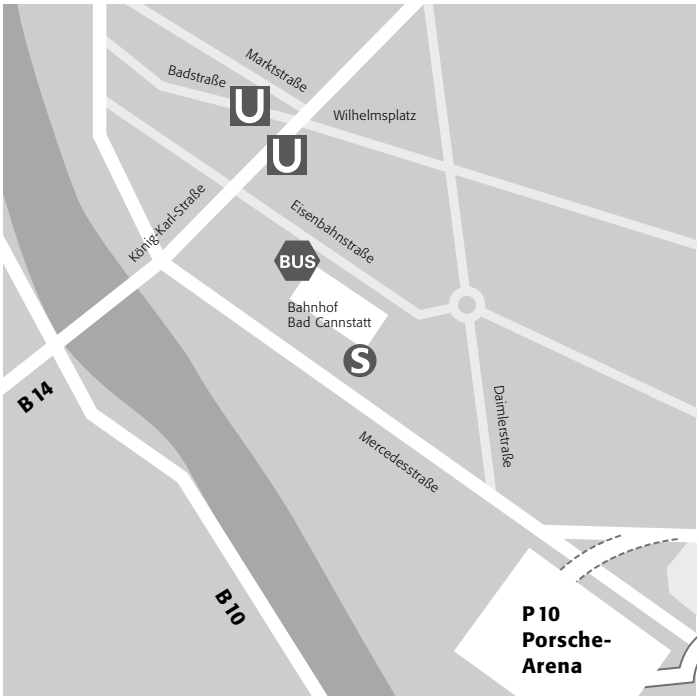 Marktstraße
Badstraße
U
Wilhelmsplatz
U
König-Karl-Straße
Eisenbahnstraße
BUS
Bahnhof
Bad Cannstatt
S
B 14
Daimlerstraße
Mercedesstraße
B 10
P 10
Porsche-
Arena